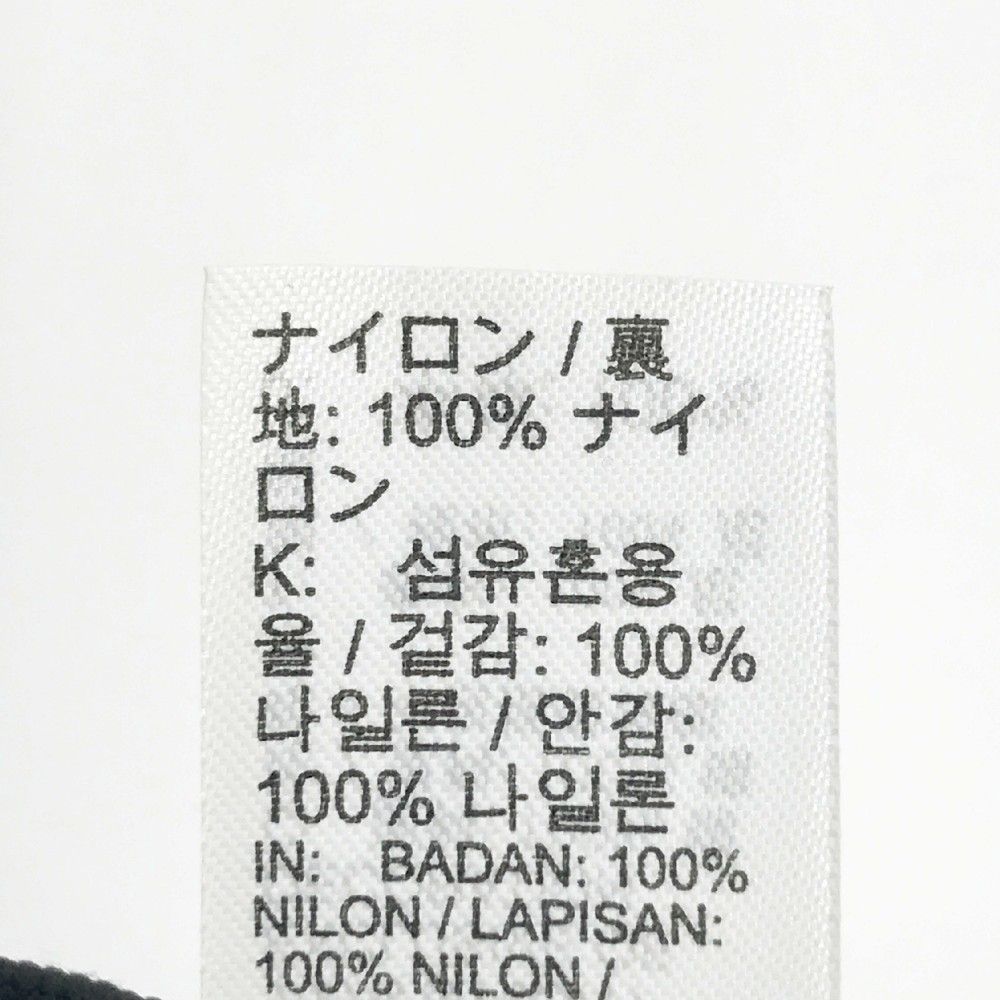 ナイロン / 裏
地: 100% ナイ
ロン
K: 섬유혼용
율 / 겉감: 100%
나일론 / 안감:
100% 나일론
IN: BADAN: 100%
NILON / LAPISAN:
100% NILON /